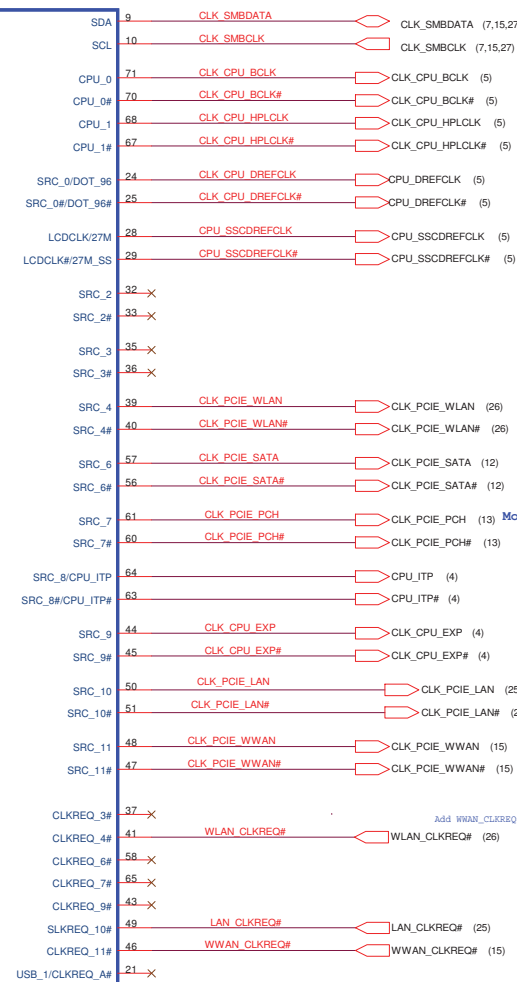 SDA 9 CLK_SMBDATA CLK_SMBDATA (7,15,27
SCL 10 CLK_SMBCLK CLK_SMBCLK (7,15,27)
CPU_0 71 CLK_CPU_BCLK CLK_CPU_BCLK (5)
CPU_0# 70 CLK_CPU_BCLK# CLK_CPU_BCLK# (5)
CPU_1 68 CLK_CPU_HPLCLK CLK_CPU_HPLCLK (5)
CPU_1# 67 CLK_CPU_HPLCLK# CLK_CPU_HPLCLK# (5)
SRC_0/DOT_96 24 CLK_CPU_DREFCLK CPU_DREFCLK (5)
SRC_0#/DOT_96# 25 CLK_CPU_DREFCLK# CPU_DREFCLK# (5)
LCDCLK/27M 28 CPU_SSCDREFCLK CPU_SSCDREFCLK (5)
LCDCLK#/27M_SS 29 CPU_SSCDREFCLK# CPU_SSCDREFCLK# (5)
SRC_2 32
SRC_2# 33
SRC_3 35
SRC_3# 36
SRC_4 39 CLK_PCIE_WLAN CLK_PCIE_WLAN (26)
SRC_4# 40 CLK_PCIE_WLAN# CLK_PCIE_WLAN# (26)
SRC_6 57 CLK_PCIE_SATA CLK_PCIE_SATA (12)
SRC_6# 56 CLK_PCIE_SATA# CLK_PCIE_SATA# (12)
SRC_7 61 CLK_PCIE_PCH CLK_PCIE_PCH (13) Mo
SRC_7# 60 CLK_PCIE_PCH# CLK_PCIE_PCH# (13)
SRC_8/CPU_ITP 64 CPU_ITP (4)
SRC_8#/CPU_ITP# 63 CPU_ITP# (4)
SRC_9 44 CLK_CPU_EXP CLK_CPU_EXP (4)
SRC_9# 45 CLK_CPU_EXP# CLK_CPU_EXP# (4)
SRC_10 50 CLK_PCIE_LAN CLK_PCIE_LAN (25
SRC_10# 51 CLK_PCIE_LAN# CLK_PCIE_LAN# (2
SRC_11 48 CLK_PCIE_WWAN CLK_PCIE_WWAN (15)
SRC_11# 47 CLK_PCIE_WWAN# CLK_PCIE_WWAN# (15)
CLKREQ_3# 37
Add WWAN_CLKREQ
CLKREQ_4# 41 WLAN_CLKREQ# WLAN_CLKREQ# (26)
CLKREQ_6# 58
CLKREQ_7# 65
CLKREQ_9# 43
SLKREQ_10# 49 LAN_CLKREQ# LAN_CLKREQ# (25)
CLKREQ_11# 46 WWAN_CLKREQ# WWAN_CLKREQ# (15)
USB_1/CLKREQ_A# 21